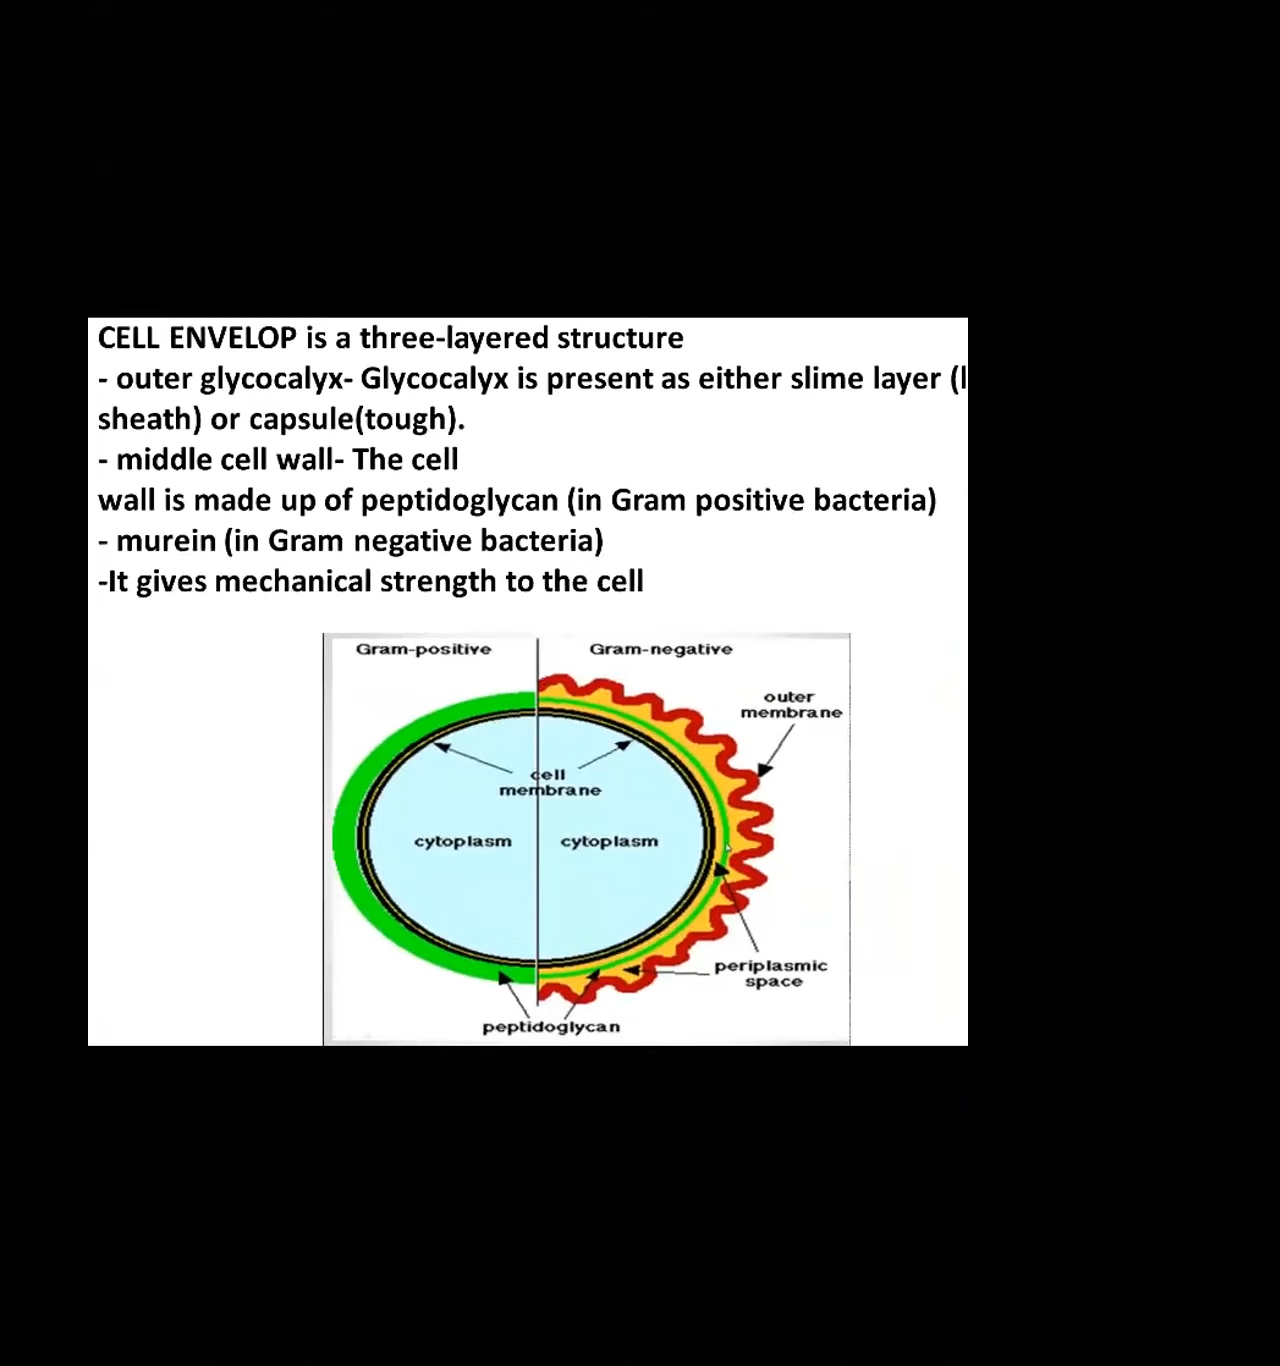 CELL ENVELOP is a three-layered structure
- outer glycocalyx- Glycocalyx is present as either slime layer (l
sheath) or capsule(tough).
- middle cell wall- The cell
wall is made up of peptidoglycan (in Gram positive bacteria)
- murein (in Gram negative bacteria)
-It gives mechanical strength to the cell
Gram-positive
Gram-negative
outer
membrane
cell
membrane
cytoplasm
cytoplasm
periplasmic
space
peptidoglycan